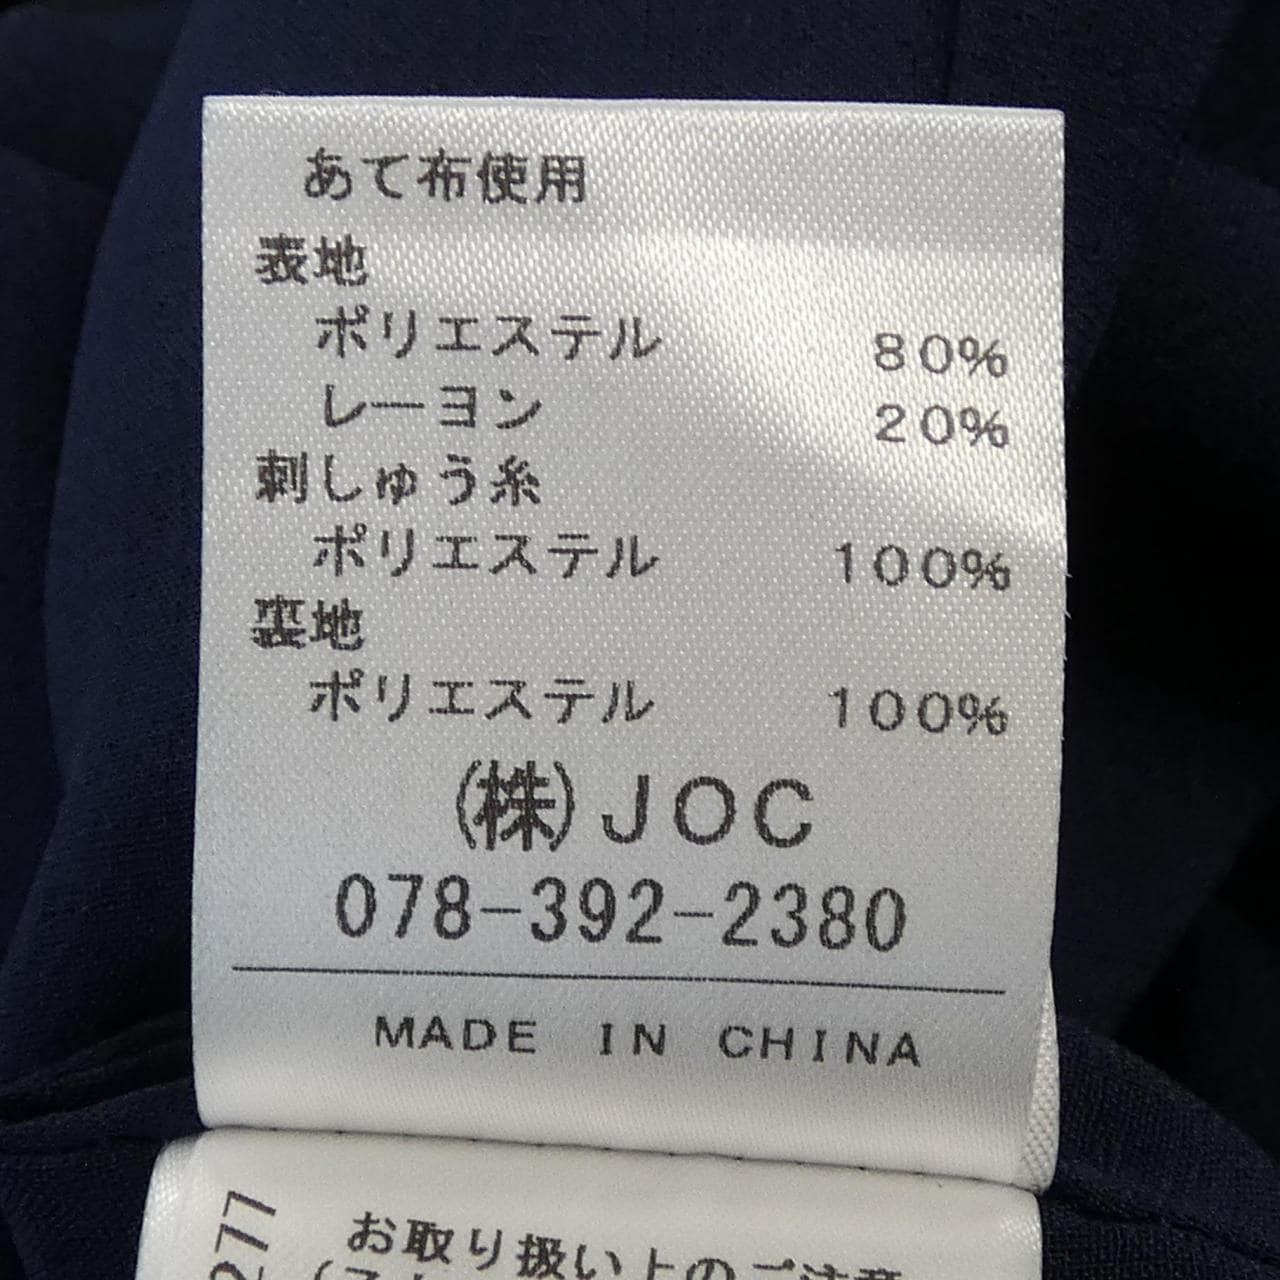 あて布使用
表地
ポリエステル 80%
レーヨン 20%
刺しゅう糸
ポリエステル 100%
裏地
ポリエステル 100%
(株)JOC
078-392-2380
MADE IN CHINA
277
お取り扱い上のご注意